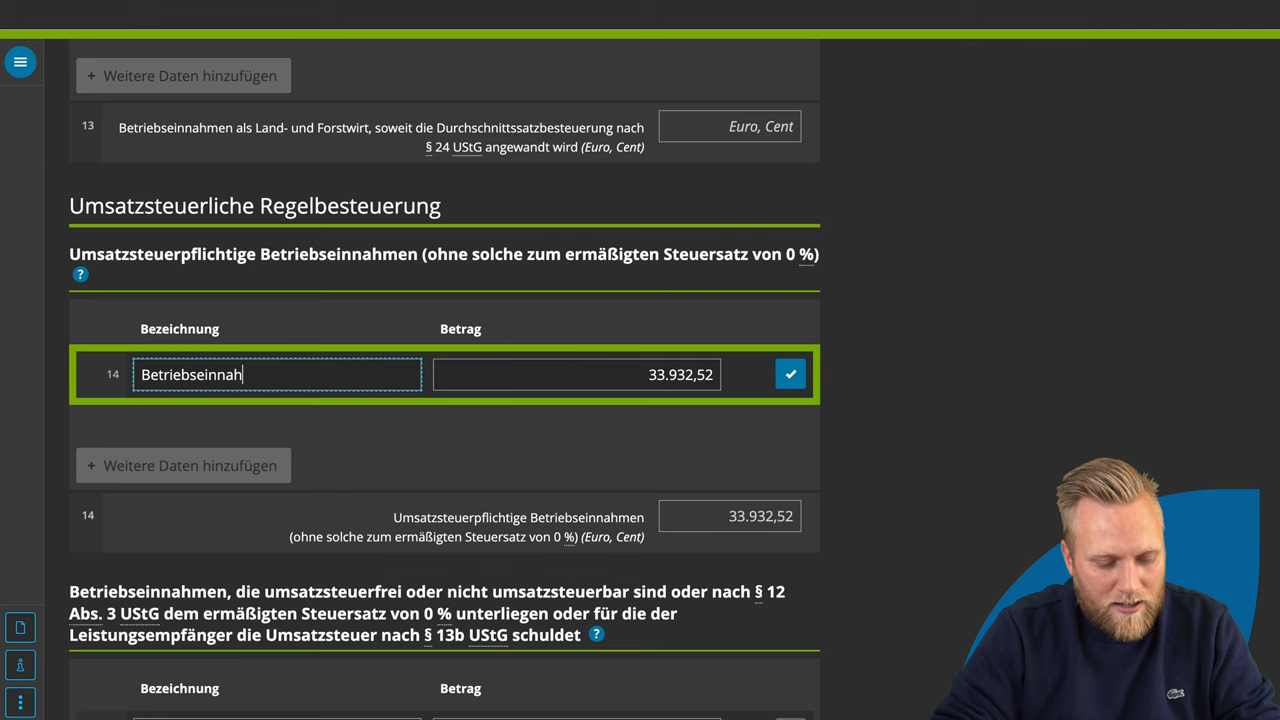 + Weitere Daten hinzufügen
13
Betriebseinnahmen als Land- und Forstwirt, soweit die Durchschnittssatzbesteuerung nach
§ 24 UStG angewandt wird (Euro, Cent)
Euro, Cent
Umsatzsteuerliche Regelbesteuerung
Umsatzsteuerpflichtige Betriebseinnahmen (ohne solche zum ermäßigten Steuersatz von 0 %)
?
Bezeichnung Betrag
14 Betriebseinnah 33.932,52
+ Weitere Daten hinzufügen
14
Umsatzsteuerpflichtige Betriebseinnahmen
(ohne solche zum ermäßigten Steuersatz von 0 %) (Euro, Cent)
33.932,52
Betriebseinnahmen, die umsatzsteuerfrei oder nicht umsatzsteuerbar sind oder nach § 12
Abs. 3 UStG dem ermäßigten Steuersatz von 0 % unterliegen oder für die der
Leistungsempfänger die Umsatzsteuer nach § 13b UStG schuldet ?
Bezeichnung Betrag